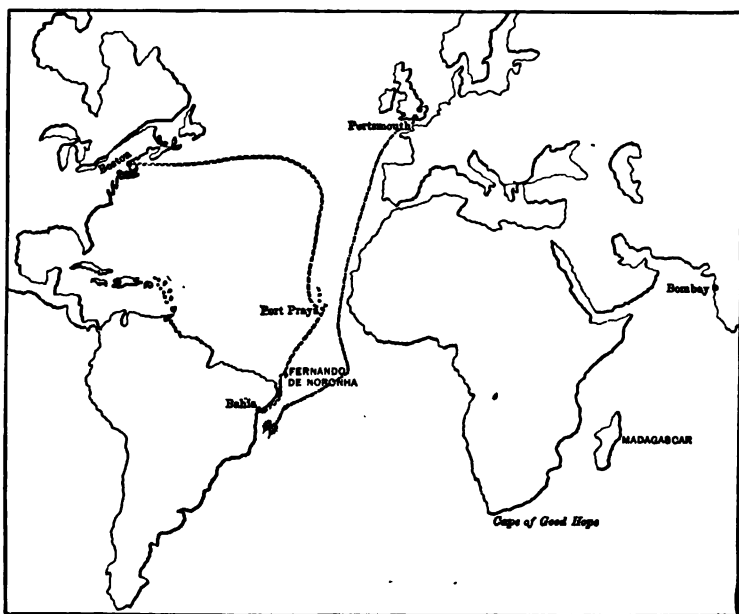 Portsmouth
Boston
Bombay
Port Praya
FERNANDO
DE NORONHA
Bahia
MADAGASCAR
Cape of Good Hope